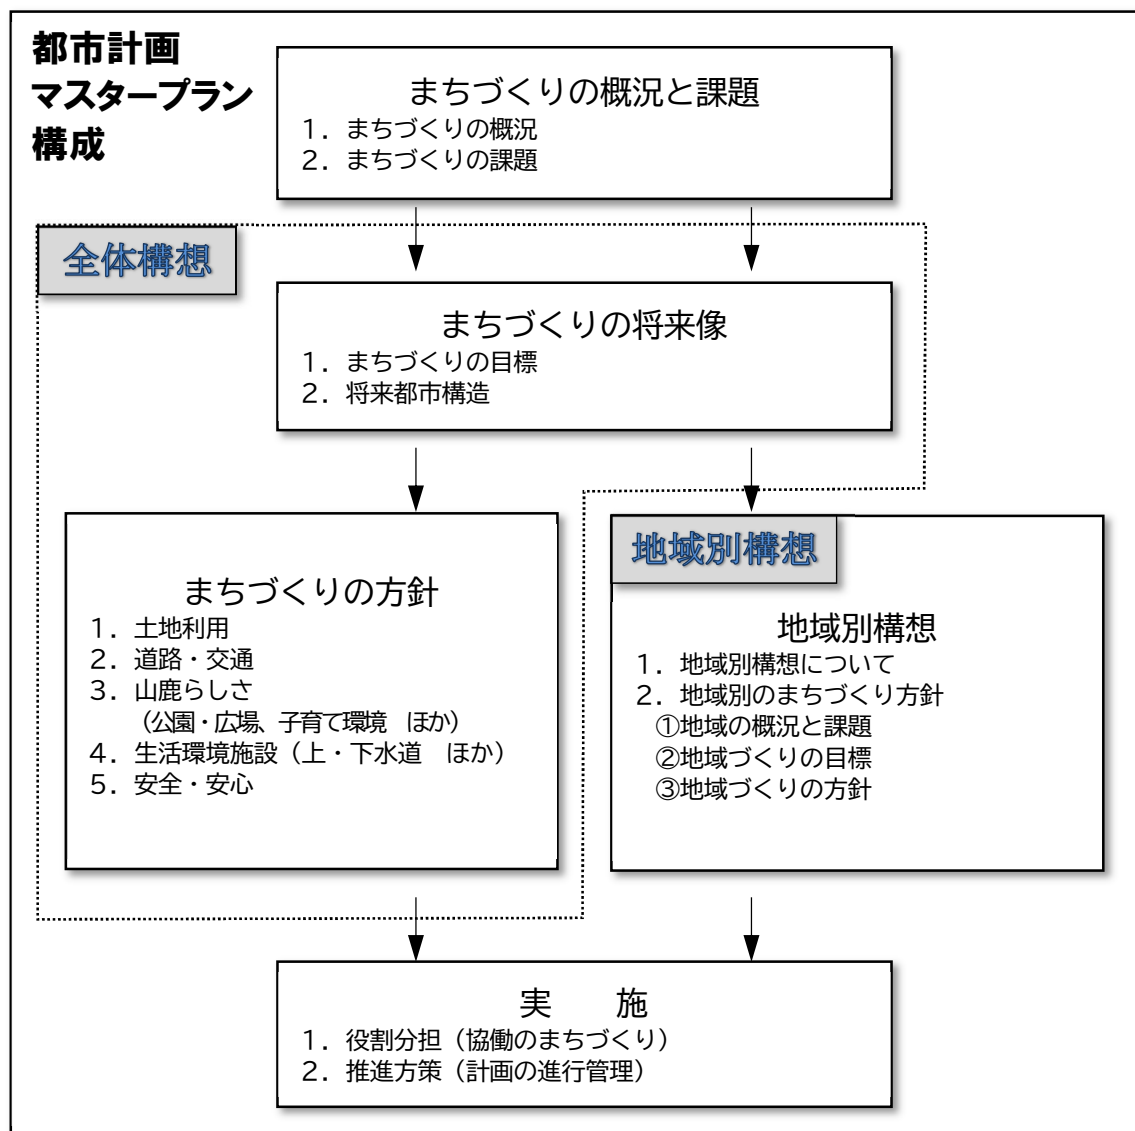 都市計画
マスタープラン
構成
まちづくりの概況と課題
１．まちづくりの概況
２．まちづくりの課題
全体構想
まちづくりの将来像
１．まちづくりの目標
２．将来都市構造
まちづくりの方針
１．土地利用
２．道路・交通
３．山鹿らしさ
（公園・広場、子育て環境　ほか）
４．生活環境施設（上・下水道　ほか）
５．安全・安心
地域別構想
地域別構想
１．地域別構想について
２．地域別のまちづくり方針
①地域の概況と課題
②地域づくりの目標
③地域づくりの方針
実　　施
１．役割分担（協働のまちづくり）
２．推進方策（計画の進行管理）